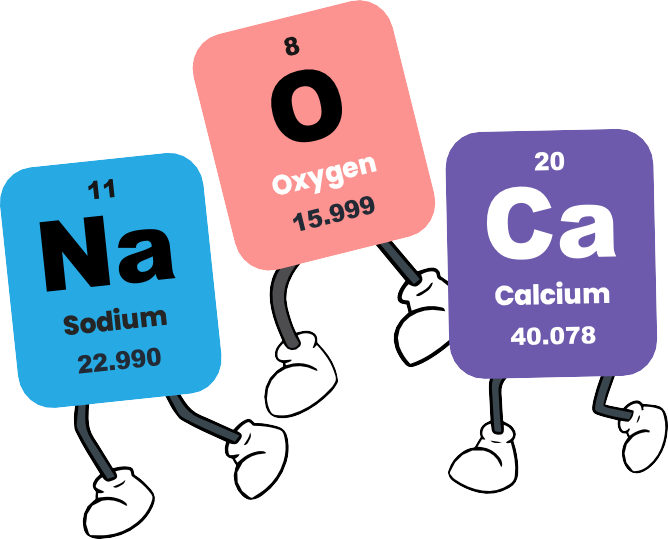 11
Na
Sodium
22.990
8
O
Oxygen
15.999
20
Ca
Calcium
40.078